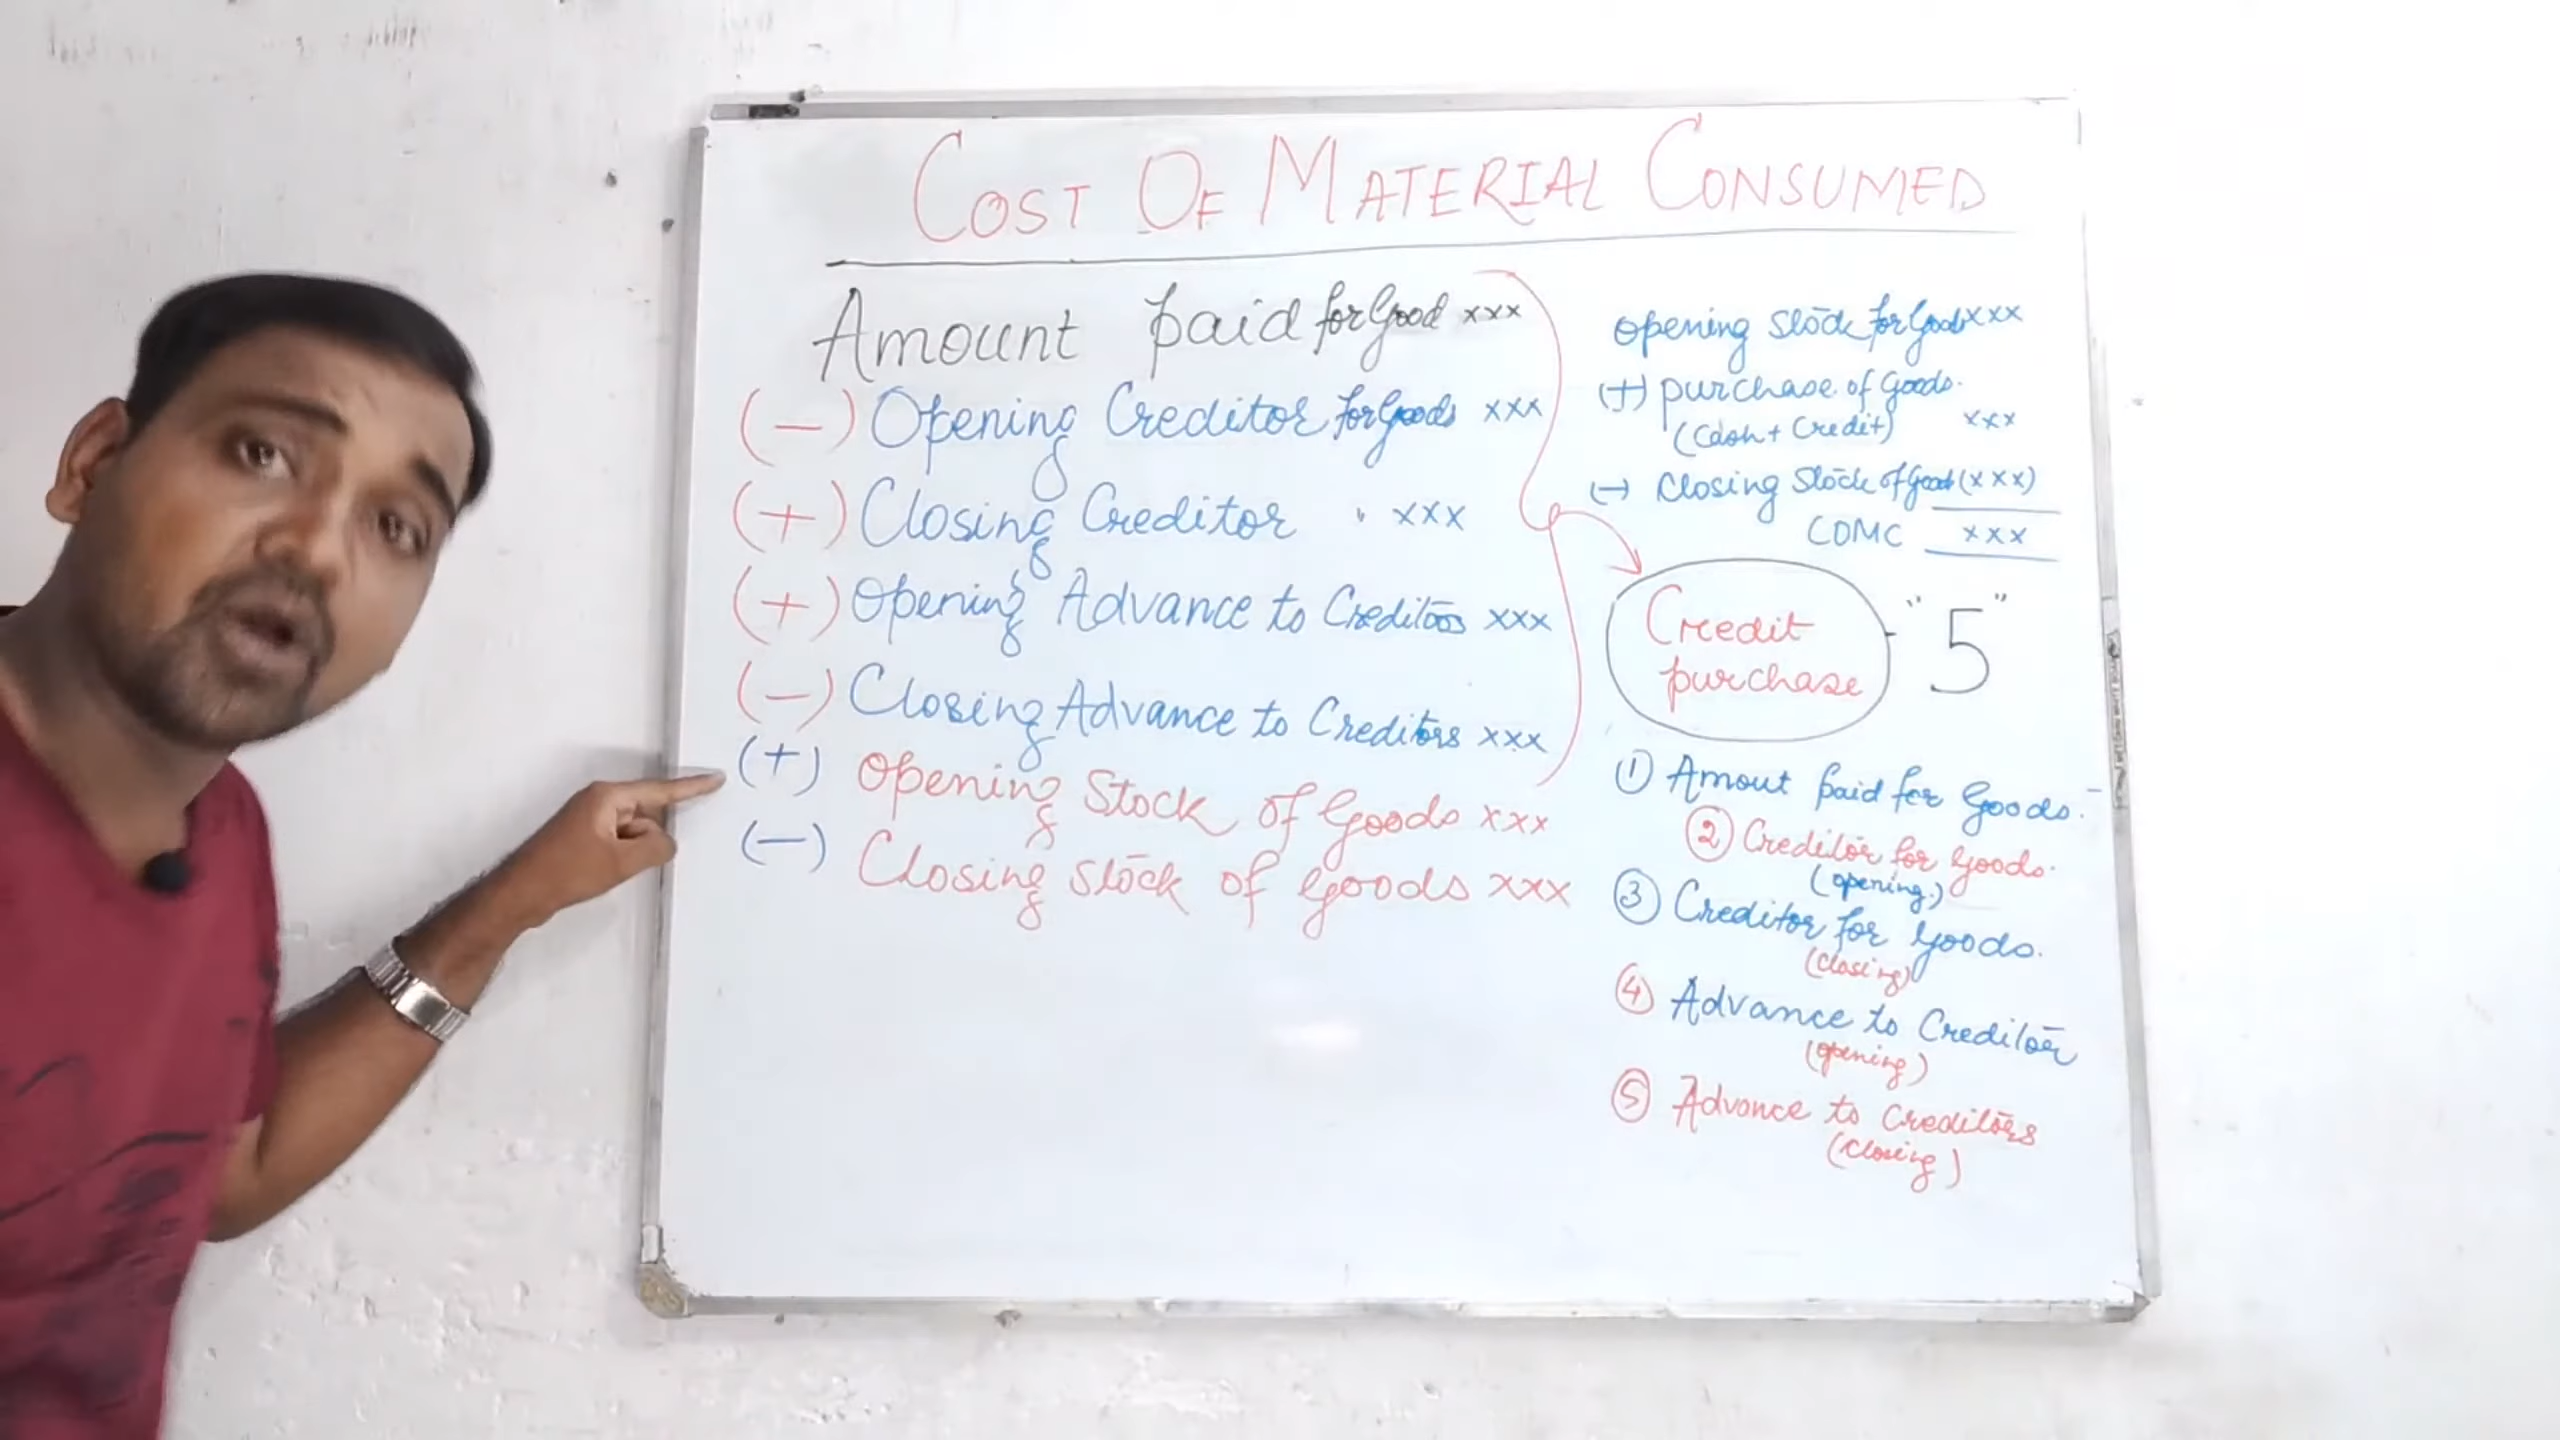 COST OF MATERIAL CONSUMED
Amount paid for Good xxx
(-) Opening Creditor for goods xxx
(+) Closing Creditor " xxx
(+) Opening Advance to Creditors xxx
(-) Closing Advance to Creditors xxx
(+) Opening Stock of Goods xxx
(-) Closing Stock of Goods xxx
Opening Stock for Goods xxx
(+) purchase of Goods.
(Cash + Credit) xxx
(-) Closing Stock of Good (xxx)
COMC xxx
Credit
purchase - "5"
① Amout paid for Goods.
② Creditor for Goods.
(opening)
③ Creditor for Goods.
(Closing)
④ Advance to Creditor
(opening)
⑤ Advance to Creditors
(Closing)